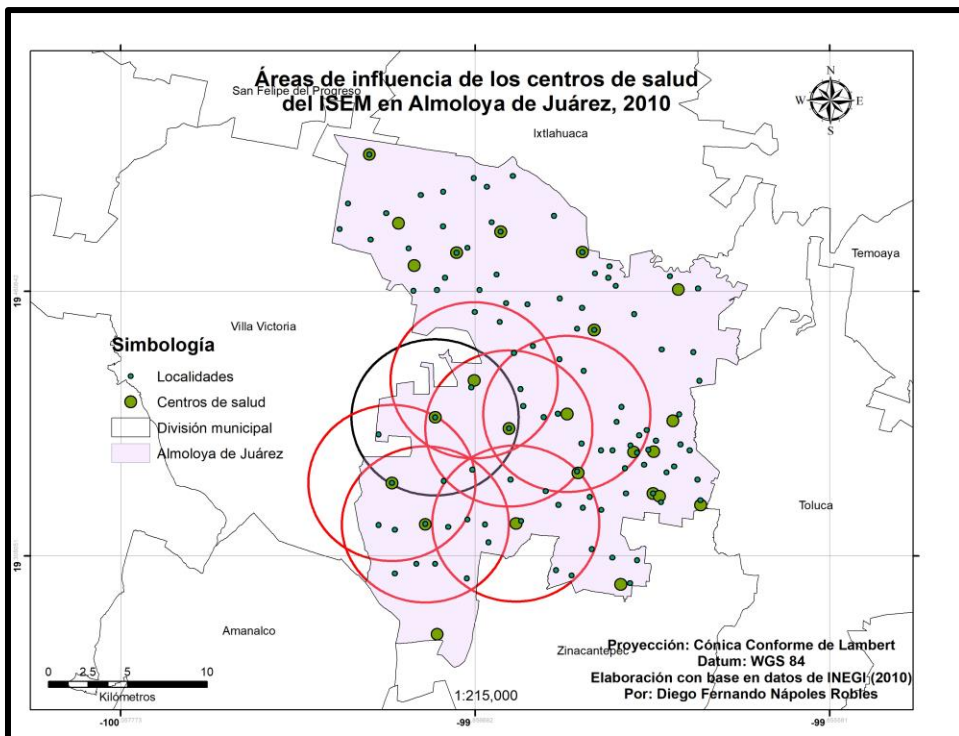 Áreas de influencia de los centros de salud
del ISEM en Almoloya de Juárez, 2010
San Felipe del Progreso
Ixtlahuaca
N
W E
S
Temoaya
Villa Victoria
Simbología
Localidades
Centros de salud
División municipal
Almoloya de Juárez
Toluca
Amanalco
Zinacantepec
Proyección: Cónica Conforme de Lambert
Datum: WGS 84
Elaboración con base en datos de INEGI (2010)
Por: Diego Fernando Nápoles Robles
0 2.5 5 10
Kilómetros
1:215,000
19
19
-100
-99
-99